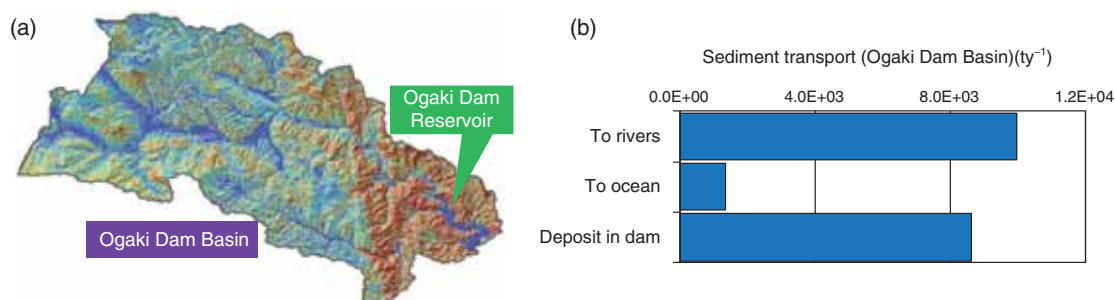 (a)
Ogaki Dam
Reservoir
Ogaki Dam Basin
(b)
Sediment transport (Ogaki Dam Basin)(ty⁻¹)
0.0E+00 4.0E+03 8.0E+03 1.2E+04
To rivers
To ocean
Deposit in dam